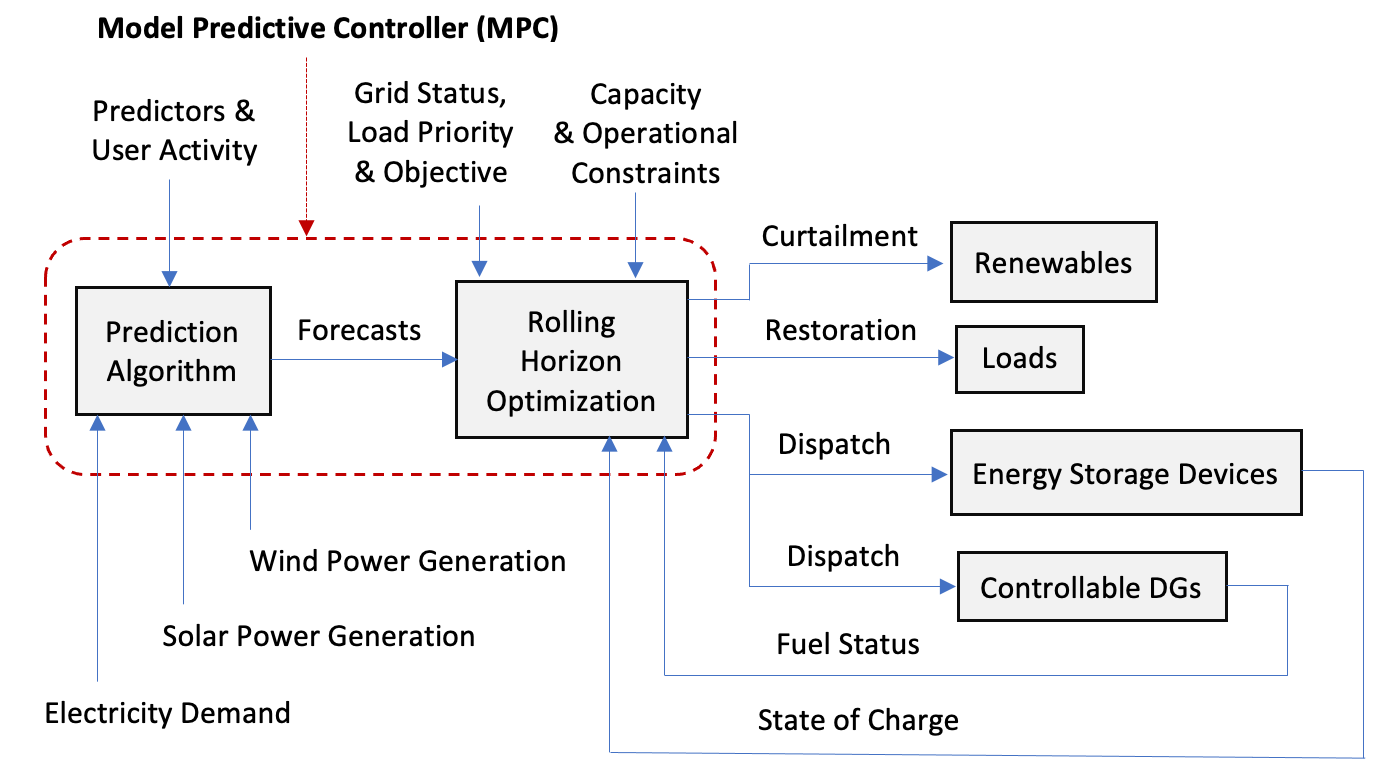 Model Predictive Controller (MPC)
Predictors &
User Activity
Grid Status,
Load Priority
& Objective
Capacity
& Operational
Constraints
Prediction
Algorithm
Forecasts
Rolling
Horizon
Optimization
Curtailment
Renewables
Restoration
Loads
Dispatch
Energy Storage Devices
Dispatch
Controllable DGs
Wind Power Generation
Solar Power Generation
Electricity Demand
Fuel Status
State of Charge